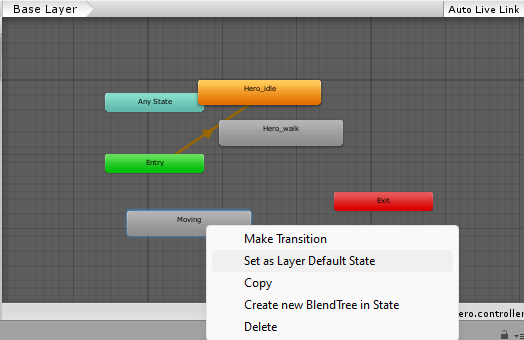 Base Layer
Auto Live Link
Hero_idle
Any State
Hero_walk
Entry
Exit
Moving
Make Transition
Set as Layer Default State
Copy
Create new BlendTree in State
ero.controller
Delete